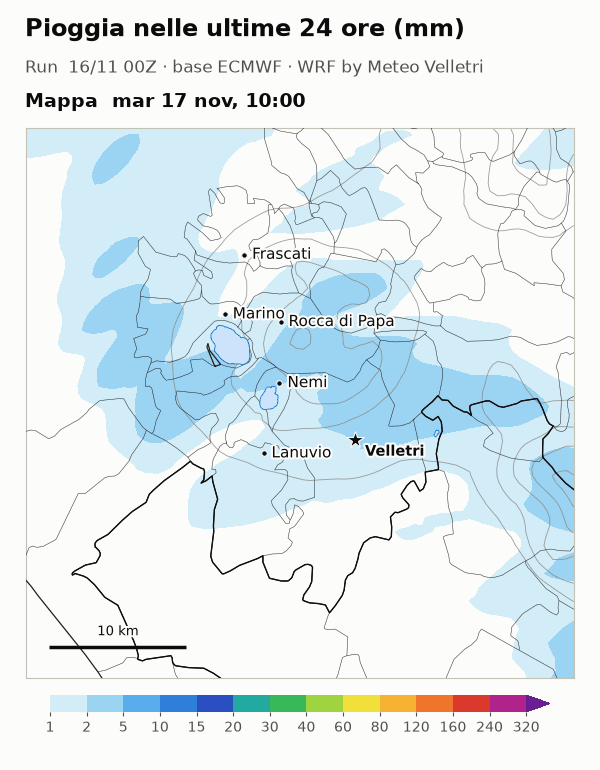 Pioggia nelle ultime 24 ore (mm)
Run  16/11 00Z · base ECMWF · WRF by Meteo Velletri
Mappa  mar 17 nov, 10:00
Frascati
Marino
Rocca di Papa
Nemi
Velletri
Lanuvio
10 km
1 2 5 10 15 20 30 40 60 80 120 160 240 320